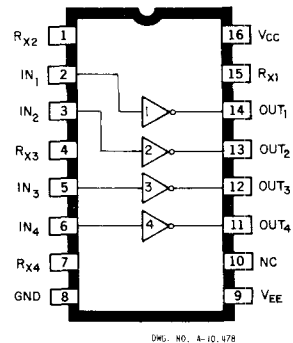 RX2 1 16 VCC
IN1 2 15 RX1
IN2 3 1 14 OUT1
RX3 4 2 13 OUT2
IN3 5 3 12 OUT3
IN4 6 4 11 OUT4
RX4 7 10 NC
GND 8 9 VEE
DWG. NO. A-10,478